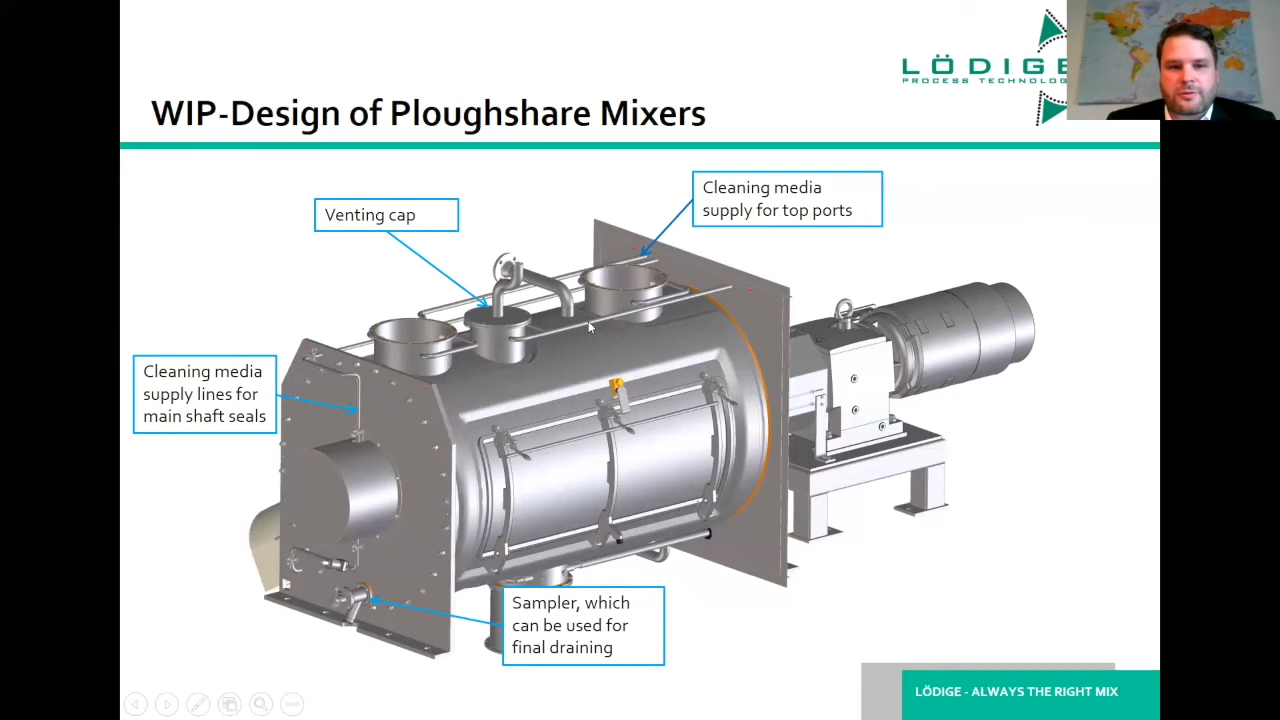 LÖDIGE
PROCESS TECHNOLOG
WIP-Design of Ploughshare Mixers
Cleaning media
supply for top ports
Venting cap
Cleaning media
supply lines for
main shaft seals
Sampler, which
can be used for
final draining
LÖDIGE - ALWAYS THE RIGHT MIX